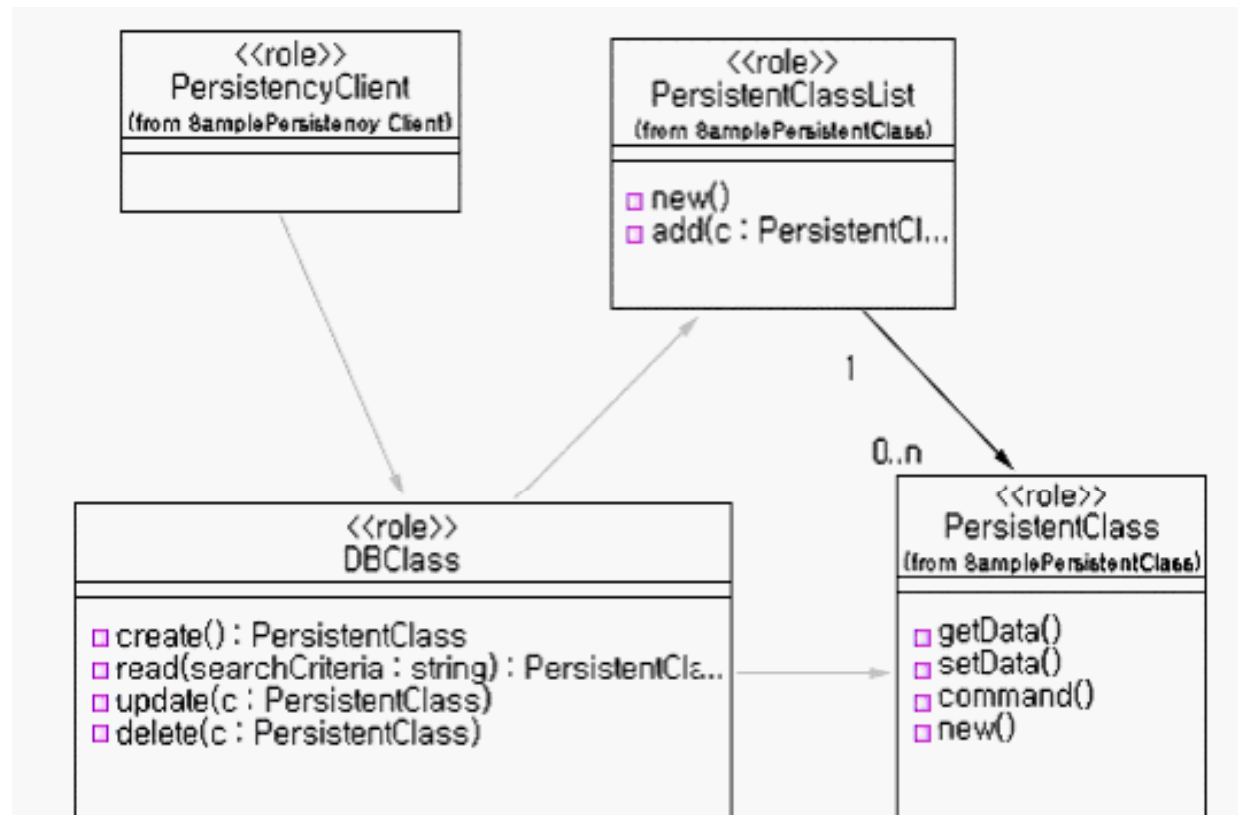 <<role>>
PersistencyClient
(from SamplePersistency Client)
<<role>>
PersistentClassList
(from SamplePersistentClass)
new()
add(c : PersistentCl...
1
0..n
<<role>>
DBClass
create() : PersistentClass
read(searchCriteria : string) : PersistentCla...
update(c : PersistentClass)
delete(c : PersistentClass)
<<role>>
PersistentClass
(from SamplePersistentClass)
getData()
setData()
command()
new()